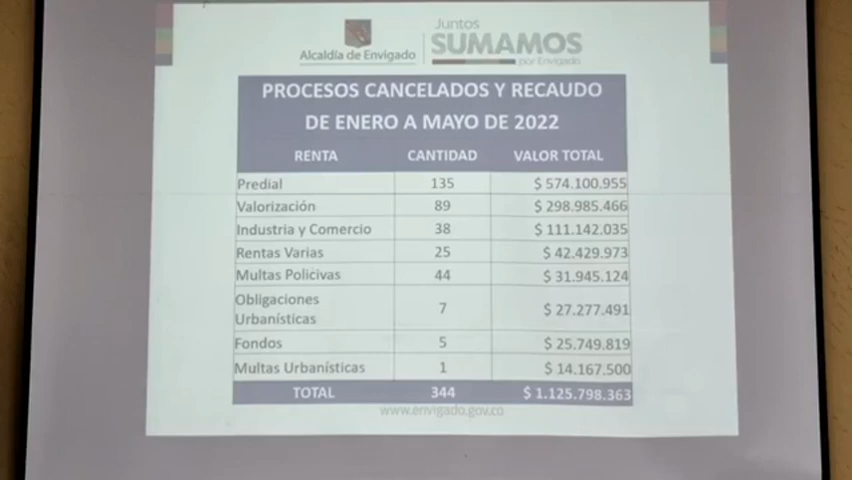 Alcaldía de Envigado
Juntos
SUMAMOS
por Envigado
PROCESOS CANCELADOS Y RECAUDO
DE ENERO A MAYO DE 2022
RENTA CANTIDAD VALOR TOTAL
Predial 135 $ 574.100.955
Valorización 89 $ 298.985.466
Industria y Comercio 38 $ 111.142.035
Rentas Varias 25 $ 42.429.973
Multas Policivas 44 $ 31.945.124
Obligaciones
Urbanísticas 7 $ 27.277.491
Fondos 5 $ 25.749.819
Multas Urbanísticas 1 $ 14.167.500
TOTAL 344 $ 1.125.798.363
www.envigado.gov.co